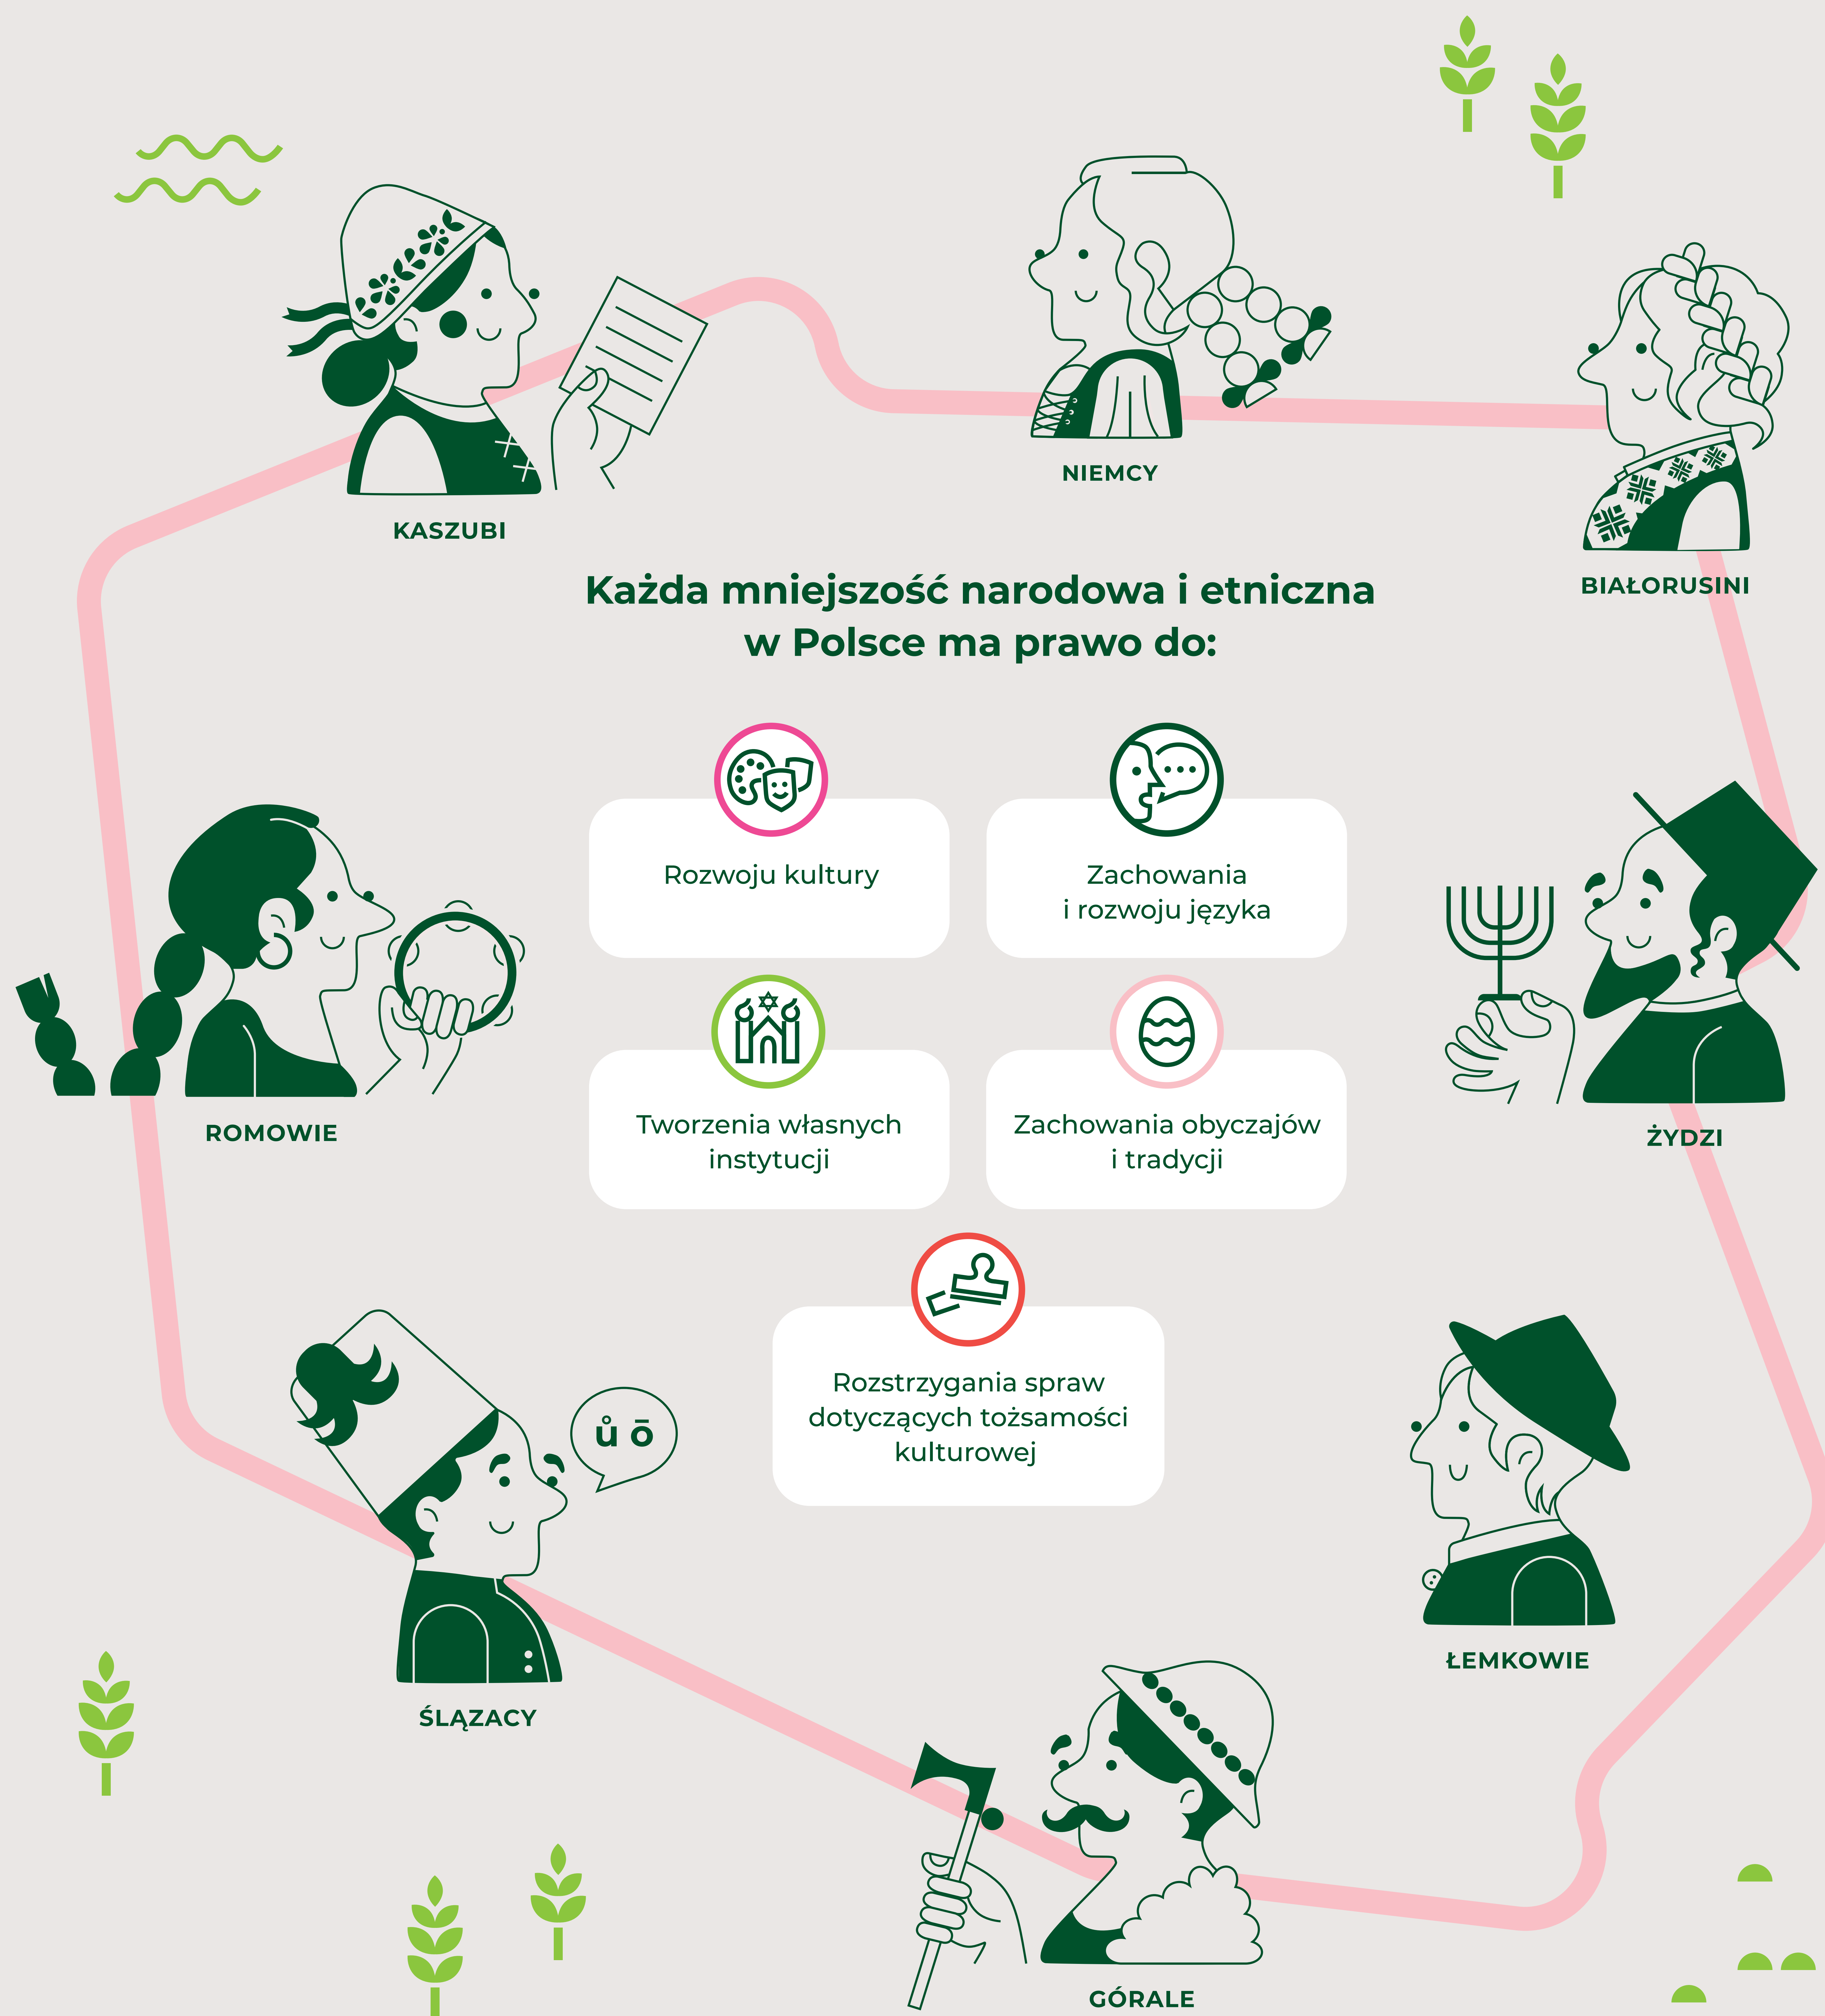 KASZUBI
NIEMCY
BIAŁORUSINI
Każda mniejszość narodowa i etniczna
w Polsce ma prawo do:
Rozwoju kultury
Zachowania
i rozwoju języka
Tworzenia własnych
instytucji
Zachowania obyczajów
i tradycji
Rozstrzygania spraw
dotyczących tożsamości
kulturowej
ROMOWIE
ŻYDZI
ů ō
ŚLĄZACY
ŁEMKOWIE
GÓRALE